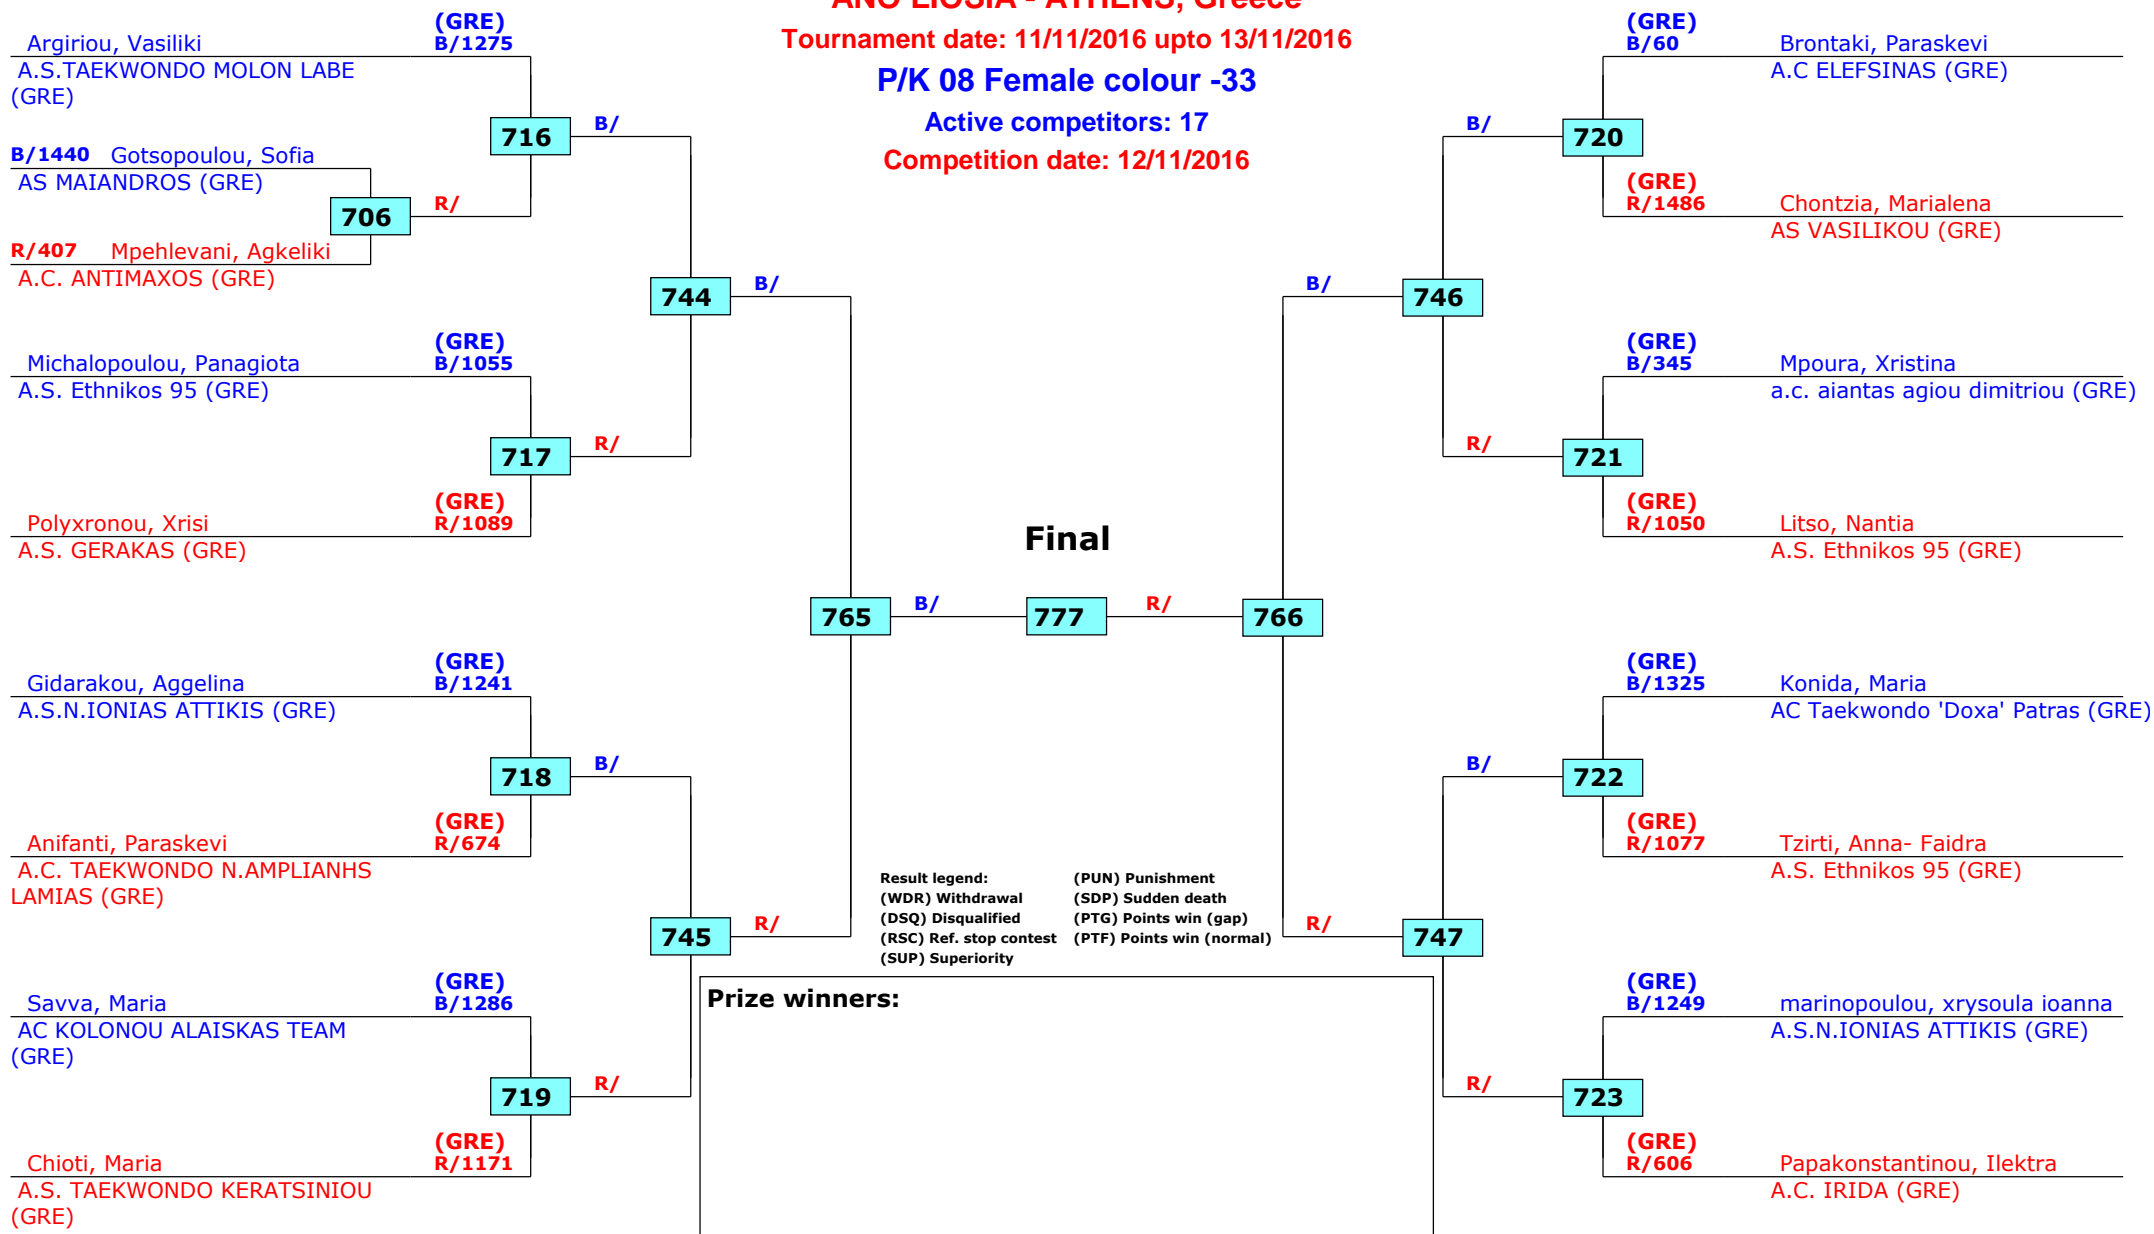 ANO LIOSIA - ATHENS, Greece
Tournament date: 11/11/2016 upto 13/11/2016
P/K 08 Female colour -33
Active competitors: 17
Competition date: 12/11/2016
(GRE)
Argiriou, Vasiliki B/1275
A.S.TAEKWONDO MOLON LABE
(GRE)
716
B/
B/1440 Gotsopoulou, Sofia
AS MAIANDROS (GRE)
706
R/
R/407 Mpehlevani, Agkeliki
A.C. ANTIMAXOS (GRE)
744
B/
(GRE)
Michalopoulou, Panagiota B/1055
A.S. Ethnikos 95 (GRE)
717
R/
(GRE)
Polyxronou, Xrisi R/1089
A.S. GERAKAS (GRE)
765
B/
(GRE)
Gidarakou, Aggelina B/1241
A.S.N.IONIAS ATTIKIS (GRE)
718
B/
(GRE)
Anifanti, Paraskevi R/674
A.C. TAEKWONDO N.AMPLIANHS
LAMIAS (GRE)
745
R/
(GRE)
Savva, Maria B/1286
AC KOLONOU ALAISKAS TEAM
(GRE)
719
R/
(GRE)
Chioti, Maria R/1171
A.S. TAEKWONDO KERATSINIOU
(GRE)
Final
777
R/
766
(GRE)
B/60 Brontaki, Paraskevi
A.C ELEFSINAS (GRE)
B/
720
(GRE)
R/1486 Chontzia, Marialena
AS VASILIKOU (GRE)
B/
746
(GRE)
B/345 Mpoura, Xristina
a.c. aiantas agiou dimitriou (GRE)
R/
721
(GRE)
R/1050 Litso, Nantia
A.S. Ethnikos 95 (GRE)
(GRE)
B/1325 Konida, Maria
AC Taekwondo 'Doxa' Patras (GRE)
B/
722
(GRE)
R/1077 Tzirti, Anna- Faidra
A.S. Ethnikos 95 (GRE)
R/
747
(GRE)
B/1249 marinopoulou, xrysoula ioanna
A.S.N.IONIAS ATTIKIS (GRE)
R/
723
(GRE)
R/606 Papakonstantinou, Ilektra
A.C. IRIDA (GRE)
Result legend: (PUN) Punishment
(WDR) Withdrawal (SDP) Sudden death
(DSQ) Disqualified (PTG) Points win (gap)
(RSC) Ref. stop contest (PTF) Points win (normal)
(SUP) Superiority
Prize winners: